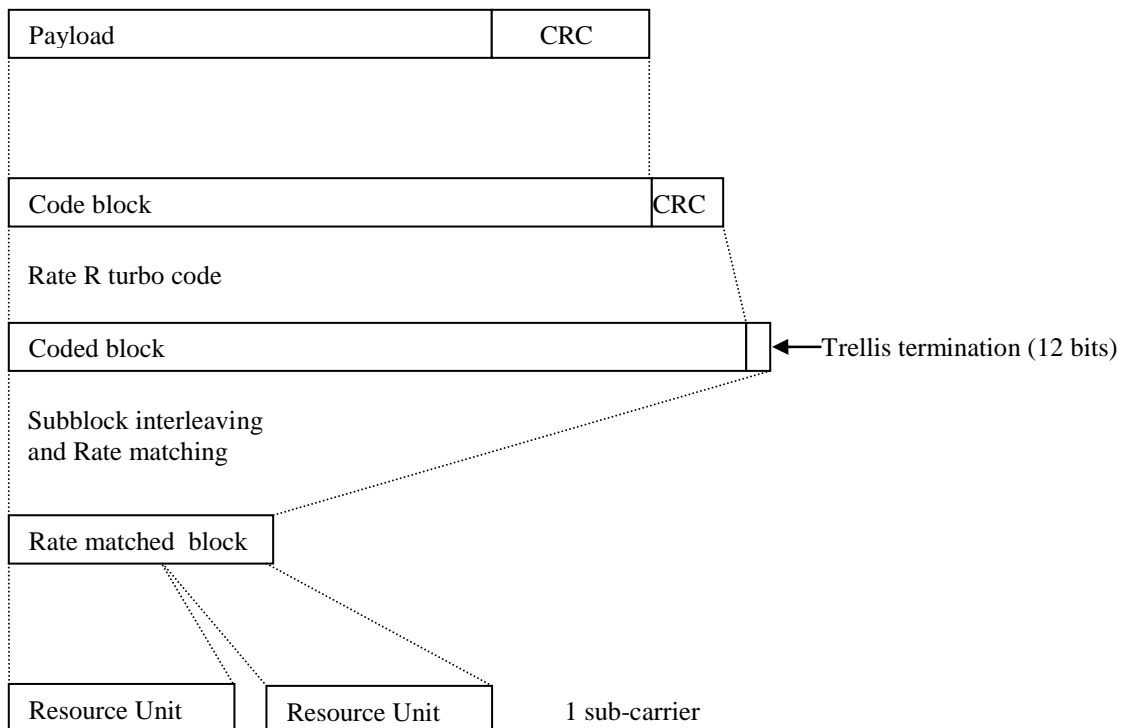 Payload CRC
Code block CRC
Rate R turbo code
Coded block
Trellis termination (12 bits)
Subblock interleaving
and Rate matching
Rate matched block
Resource Unit Resource Unit 1 sub-carrier